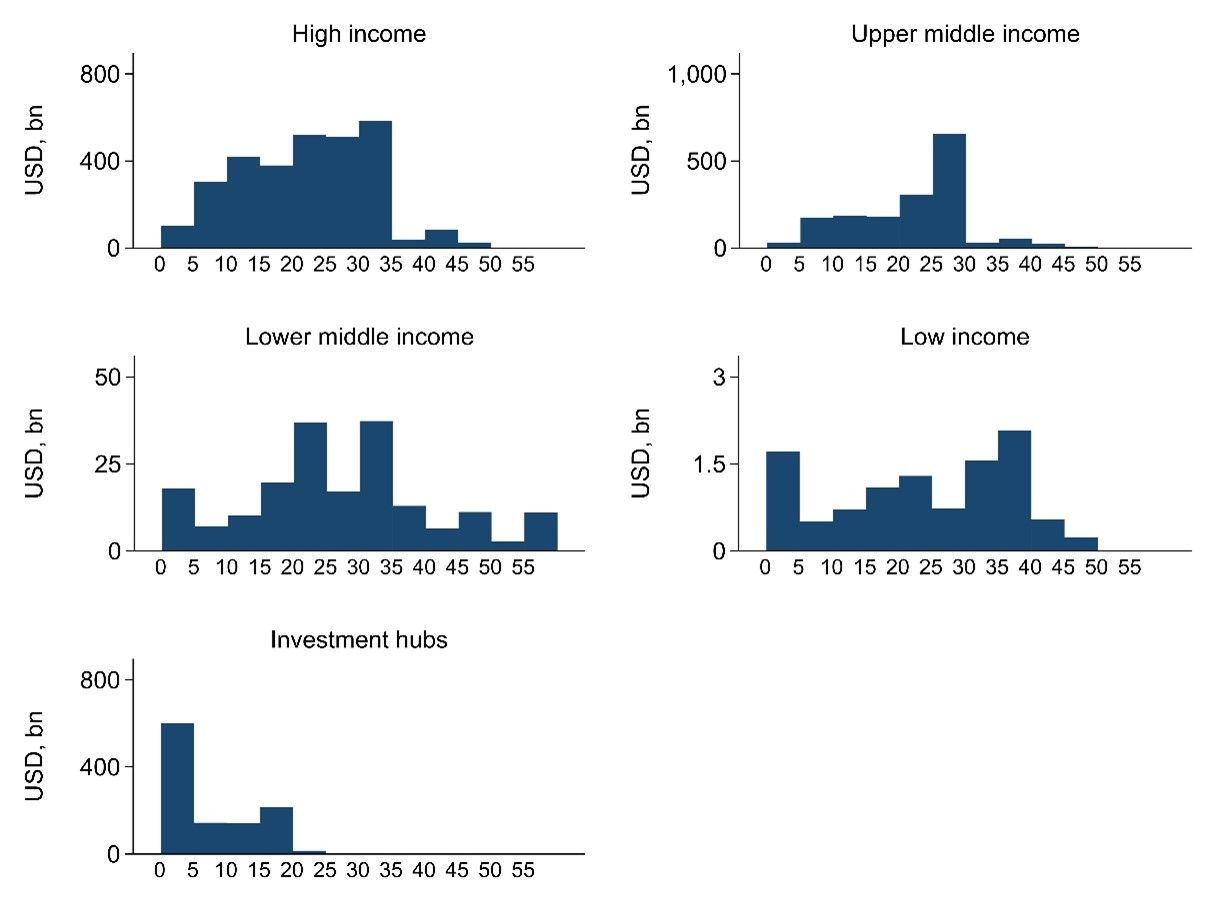 High income
USD, bn
800
400
0
0 5 10 15 20 25 30 35 40 45 50 55
Upper middle income
USD, bn
1,000
500
0
0 5 10 15 20 25 30 35 40 45 50 55
Lower middle income
USD, bn
50
25
0
0 5 10 15 20 25 30 35 40 45 50 55
Low income
USD, bn
3
1.5
0
0 5 10 15 20 25 30 35 40 45 50 55
Investment hubs
USD, bn
800
400
0
0 5 10 15 20 25 30 35 40 45 50 55